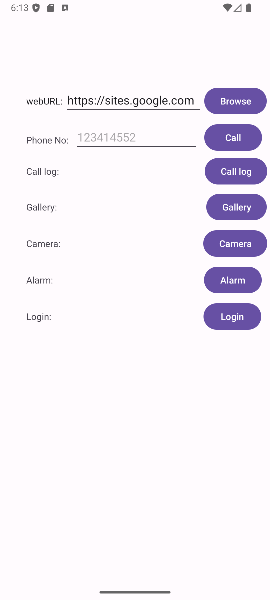 6:13
webURL: https://sites.google.com Browse
Phone No: 123414552 Call
Call log: Call log
Gallery: Gallery
Camera: Camera
Alarm: Alarm
Login: Login